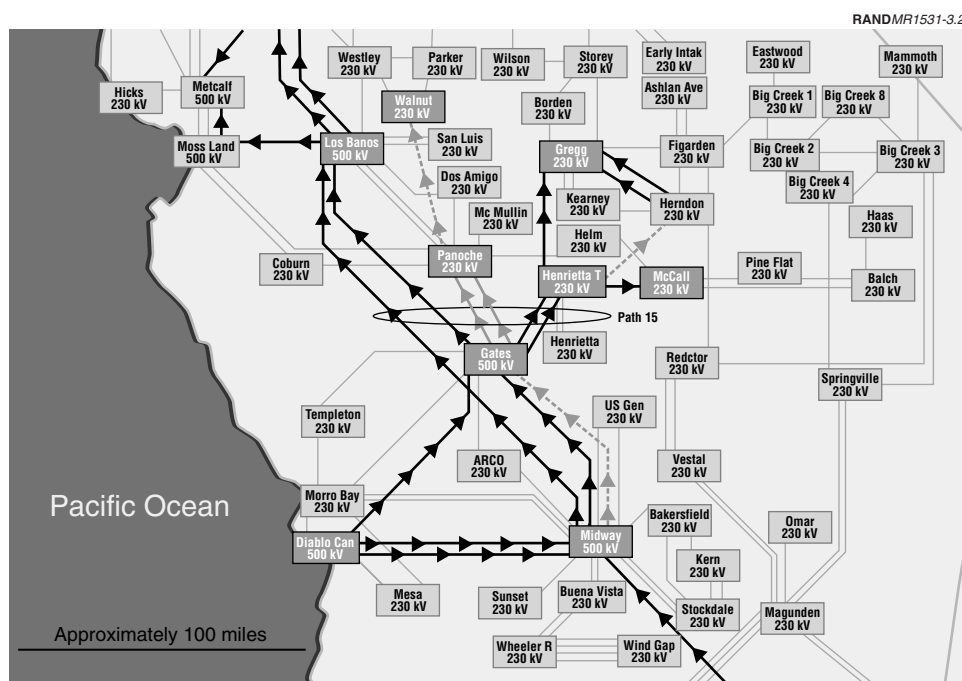 RANDMR1531-3.2
Westley
230 kV
Parker
230 kV
Wilson
230 kV
Storey
230 kV
Early Intak
230 kV
Eastwood
230 kV
Mammoth
230 kV
Hicks
230 kV
Metcalf
500 kV
Walnut
230 kV
Borden
230 kV
Ashlan Ave
230 kV
Big Creek 1
230 kV
Big Creek 8
230 kV
Moss Land
500 kV
Los Banos
500 kV
San Luis
230 kV
Gregg
230 kV
Figarden
230 kV
Big Creek 2
230 kV
Big Creek 3
230 kV
Dos Amigo
230 kV
Big Creek 4
230 kV
Kearney
230 kV
Herndon
230 kV
Mc Mullin
230 kV
Haas
230 kV
Helm
230 kV
Coburn
230 kV
Panoche
230 kV
Henrietta T
230 kV
McCall
230 kV
Pine Flat
230 kV
Balch
230 kV
Path 15
Henrietta
230 kV
Gates
500 kV
Redctor
230 kV
Springville
230 kV
Templeton
230 kV
US Gen
230 kV
ARCO
230 kV
Vestal
230 kV
Pacific Ocean
Morro Bay
230 kV
Bakersfield
230 kV
Omar
230 kV
Diablo Can
500 kV
Midway
500 kV
Kern
230 kV
Mesa
230 kV
Sunset
230 kV
Buena Vista
230 kV
Stockdale
230 kV
Magunden
230 kV
Approximately 100 miles
Wheeler R
230 kV
Wind Gap
230 kV